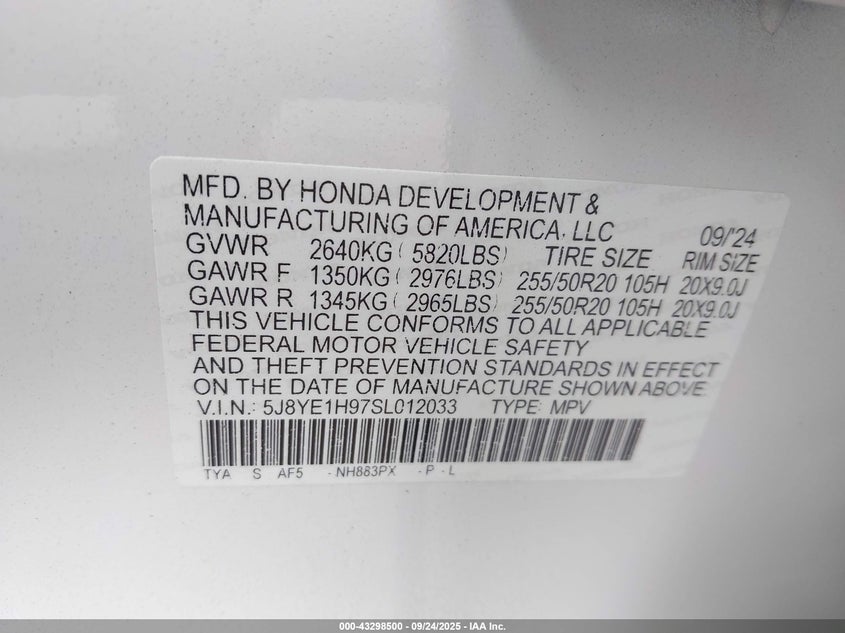 MFD. BY HONDA DEVELOPMENT &
MANUFACTURING OF AMERICA, LLC 09/'24
GVWR 2640KG ( 5820LBS) TIRE SIZE RIM SIZE
GAWR F 1350KG ( 2976LBS) 255/50R20 105H 20X9.0J
GAWR R 1345KG ( 2965LBS) 255/50R20 105H 20X9.0J
THIS VEHICLE CONFORMS TO ALL APPLICABLE
FEDERAL MOTOR VEHICLE SAFETY
AND THEFT PREVENTION STANDARDS IN EFFECT
ON THE DATE OF MANUFACTURE SHOWN ABOVE.
V.I.N.: 5J8YE1H97SL012033 TYPE: MPV
TYA S AF5 - NH883PX - P - L
000-43298500 - 09/24/2025 - IAA Inc.